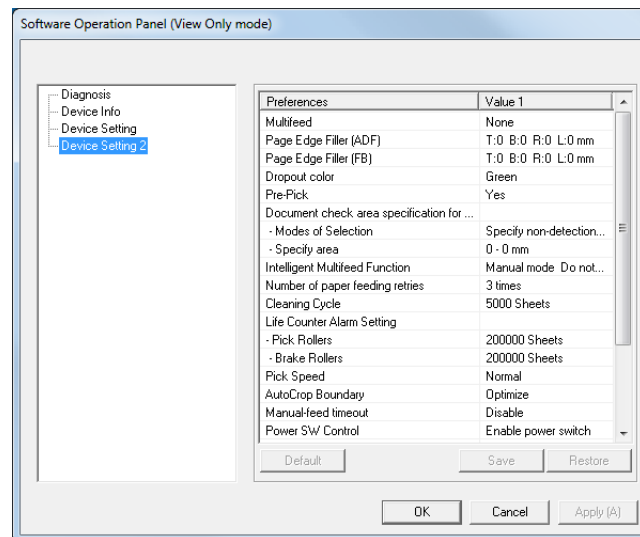 Software Operation Panel (View Only mode)
Diagnosis
Device Info
Device Setting
Device Setting 2
Preferences Value 1
Multifeed None
Page Edge Filler (ADF) T:0 B:0 R:0 L:0 mm
Page Edge Filler (FB) T:0 B:0 R:0 L:0 mm
Dropout color Green
Pre-Pick Yes
Document check area specification for ...
- Modes of Selection Specify non-detection...
- Specify area 0 - 0 mm
Intelligent Multifeed Function Manual mode Do not...
Number of paper feeding retries 3 times
Cleaning Cycle 5000 Sheets
Life Counter Alarm Setting
- Pick Rollers 200000 Sheets
- Brake Rollers 200000 Sheets
Pick Speed Normal
AutoCrop Boundary Optimize
Manual-feed timeout Disable
Power SW Control Enable power switch
Default Save Restore
OK Cancel Apply (A)